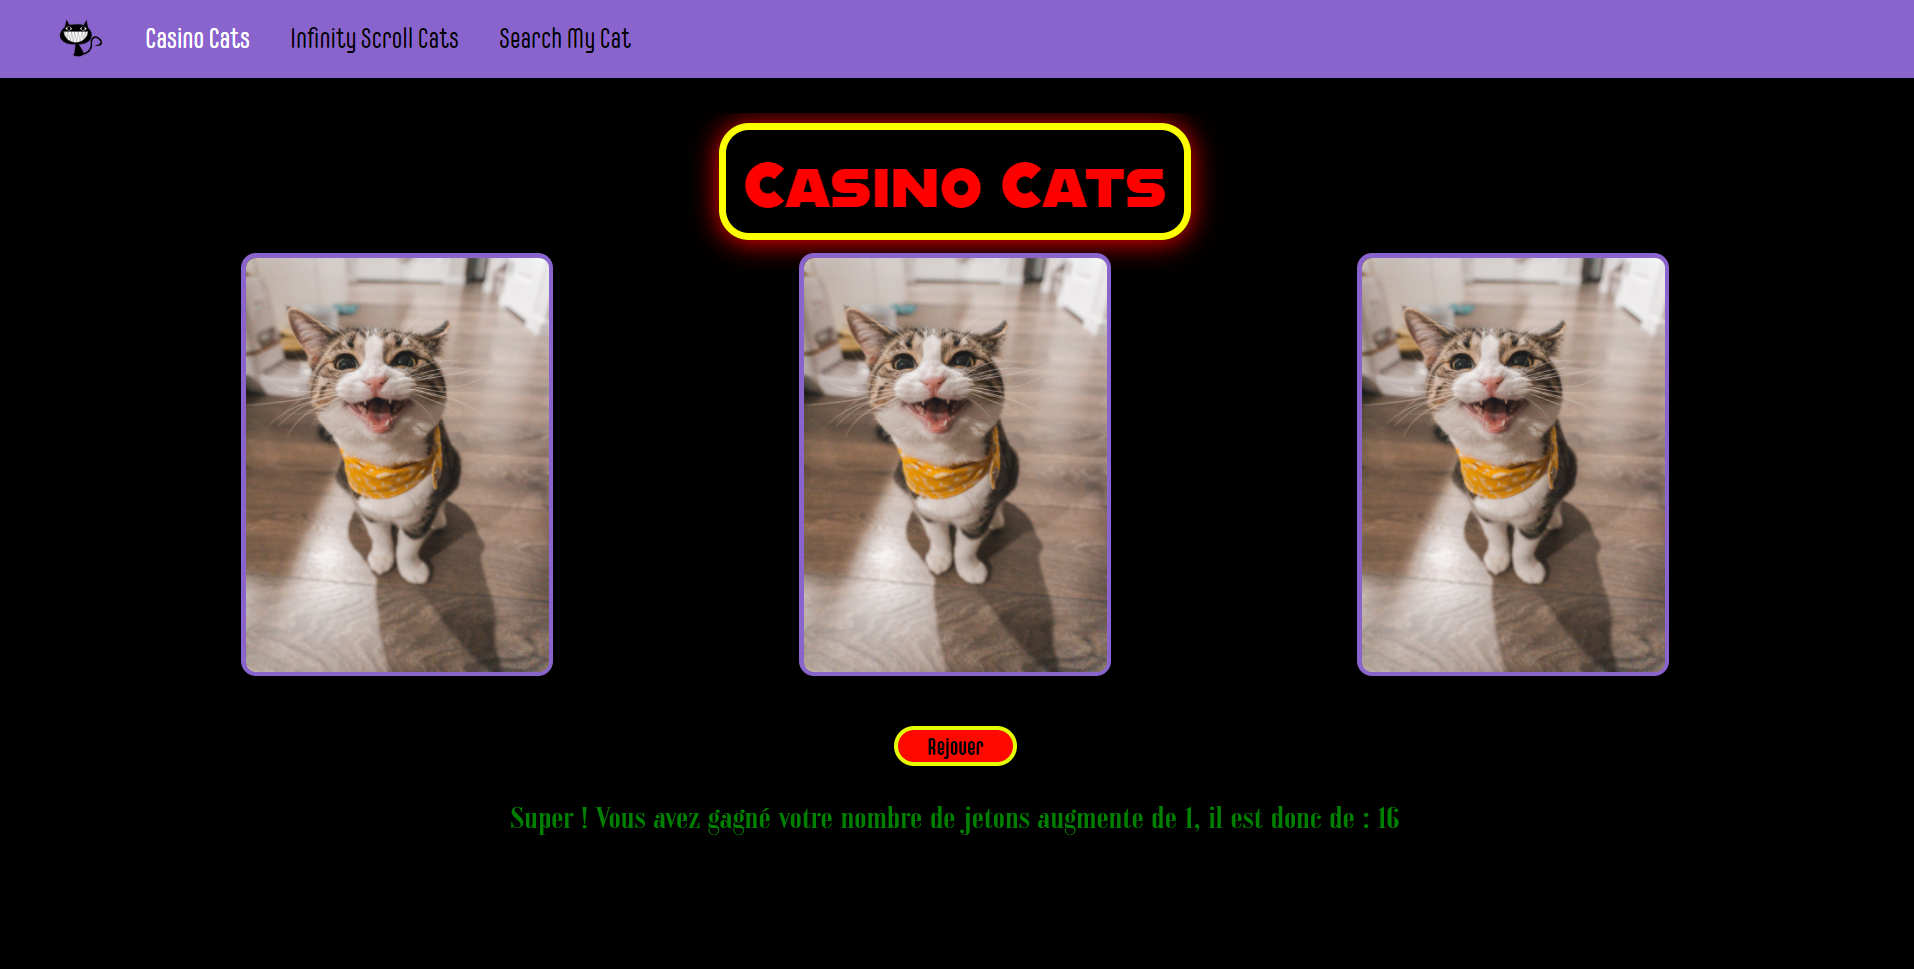 Casino Cats
Infinity Scroll Cats
Search My Cat
Casino Cats
Rejouer
Super ! Vous avez gagné votre nombre de jetons augmente de 1, il est donc de : 16